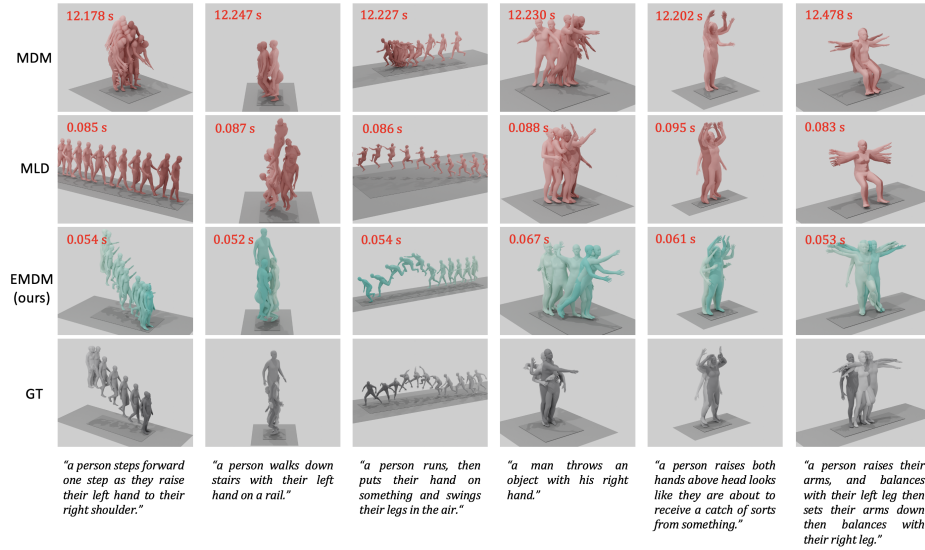 MDM
12.178 s
12.247 s
12.227 s
12.230 s
12.202 s
12.478 s
MLD
0.085 s
0.087 s
0.086 s
0.088 s
0.095 s
0.083 s
EMDM
(ours)
0.054 s
0.052 s
0.054 s
0.067 s
0.061 s
0.053 s
GT
“a person steps forward
one step as they raise
their left hand to their
right shoulder.”
“a person walks down
stairs with their left
hand on a rail.”
“a person runs, then
puts their hand on
something and swings
their legs in the air.“
“a man throws an
object with his right
hand.”
“a person raises both
hands above head looks
like they are about to
receive a catch of sorts
from something.”
“a person raises their
arms, and balances
with their left leg then
sets their arms down
then balances with
their right leg.”